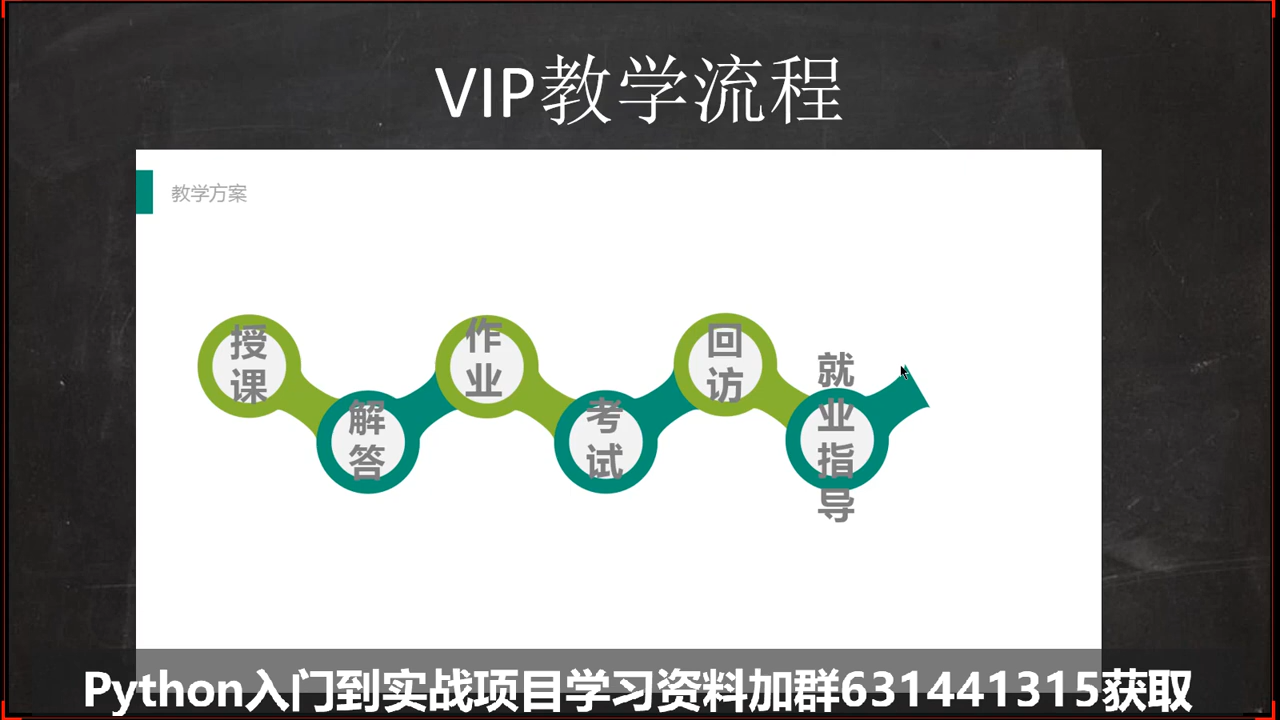 VIP教学流程
教学方案
授课
解答
作业
考试
回访
就业指导
Python入门到实战项目学习资料加群631441315获取